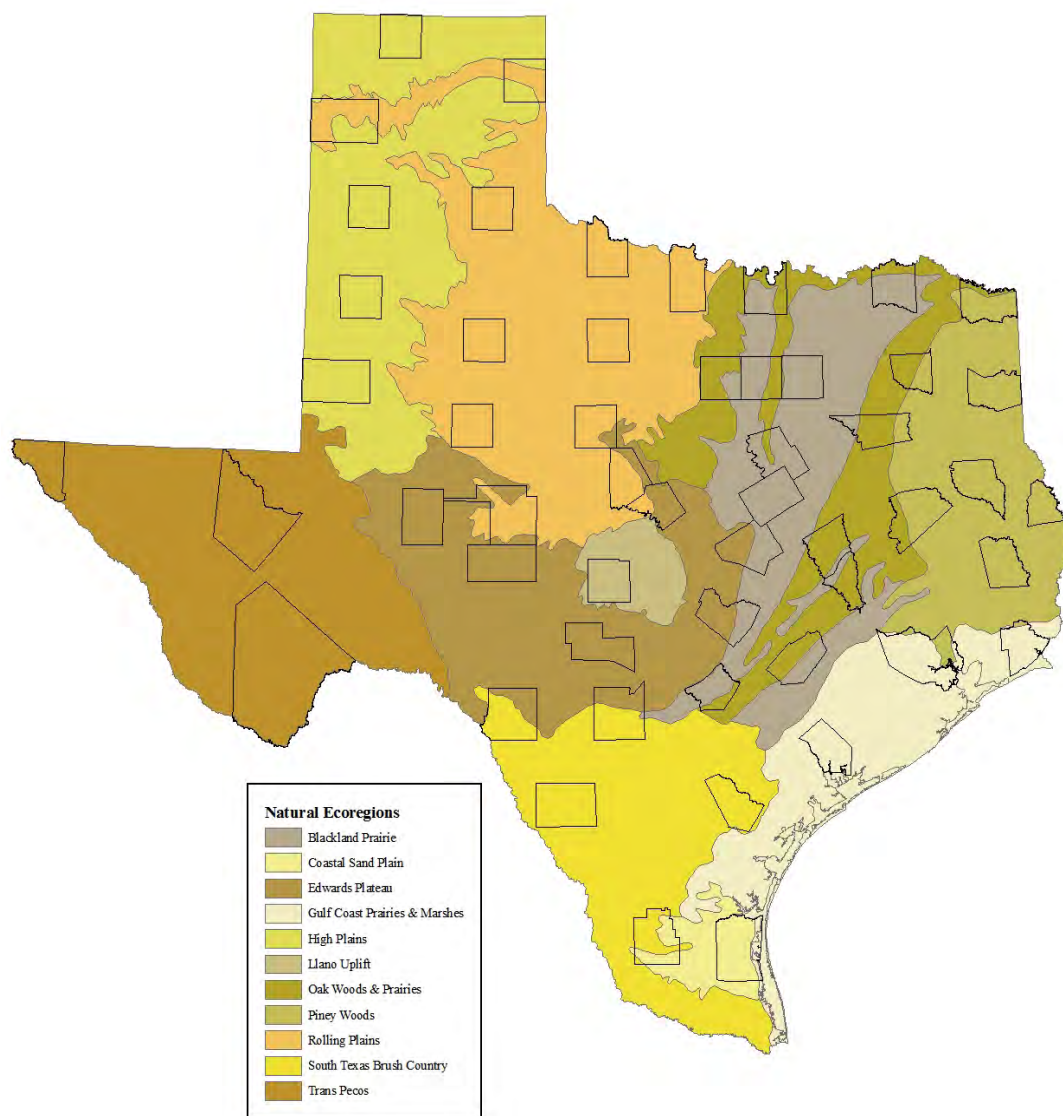 Natural Ecoregions
Blackland Prairie
Coastal Sand Plain
Edwards Plateau
Gulf Coast Prairies & Marshes
High Plains
Llano Uplift
Oak Woods & Prairies
Piney Woods
Rolling Plains
South Texas Brush Country
Trans Pecos